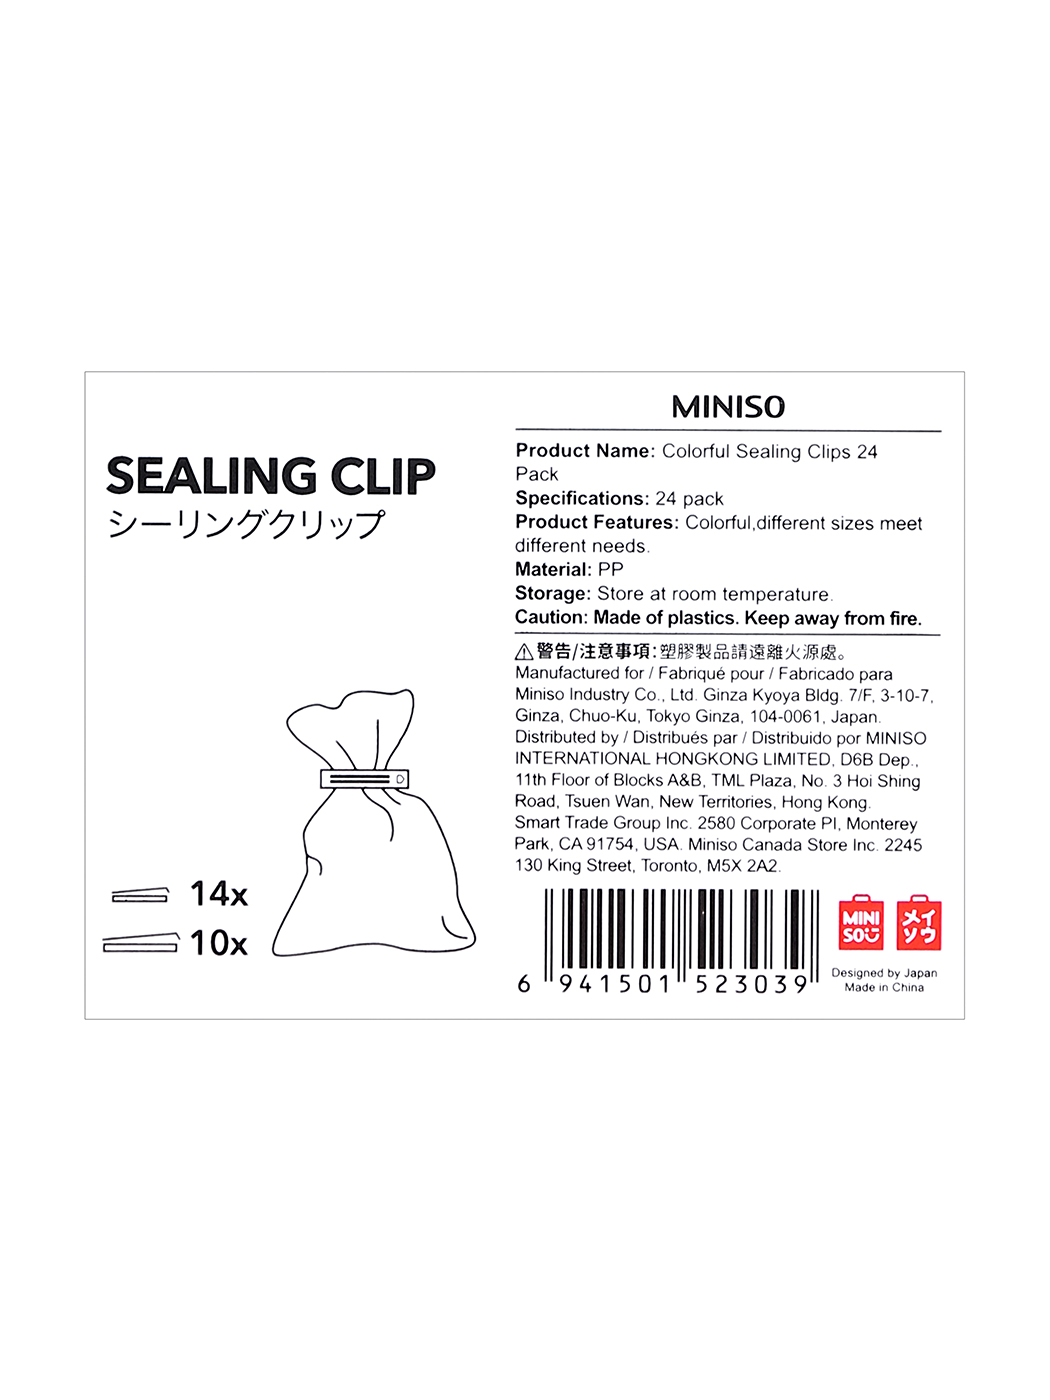 SEALING CLIP
シーリングクリップ
14x
10x
MINISO
Product Name: Colorful Sealing Clips 24
Pack
Specifications: 24 pack
Product Features: Colorful,different sizes meet
different needs.
Material: PP
Storage: Store at room temperature.
Caution: Made of plastics. Keep away from fire.
⚠警告/注意事項:塑膠製品請遠離火源處。
Manufactured for / Fabriqué pour / Fabricado para
Miniso Industry Co., Ltd. Ginza Kyoya Bldg. 7/F, 3-10-7,
Ginza, Chuo-Ku, Tokyo Ginza, 104-0061, Japan.
Distributed by / Distribués par / Distribuido por MINISO
INTERNATIONAL HONGKONG LIMITED, D6B Dep.,
11th Floor of Blocks A&B, TML Plaza, No. 3 Hoi Shing
Road, Tsuen Wan, New Territories, Hong Kong.
Smart Trade Group Inc. 2580 Corporate Pl, Monterey
Park, CA 91754, USA. Miniso Canada Store Inc. 2245
130 King Street, Toronto, M5X 2A2.
6 941501 523039
MINI
SO
メイ
ソウ
Designed by Japan
Made in China